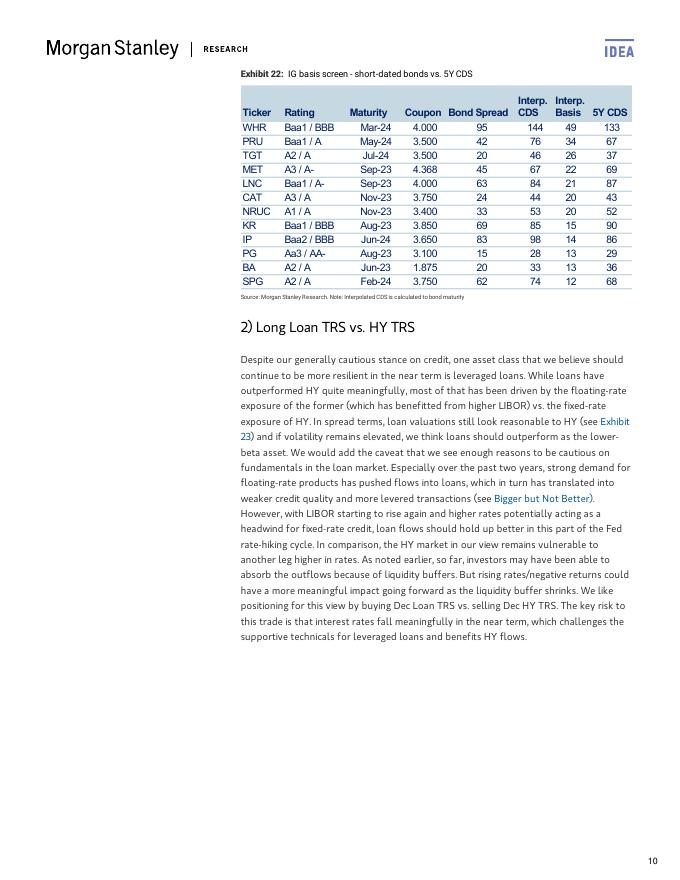 Morgan Stanley | RESEARCH
IDEA
Exhibit 22: IG basis screen - short-dated bonds vs. 5Y CDS
Ticker Rating Maturity Coupon Bond Spread Interp. CDS Interp. Basis 5Y CDS
WHR Baa1 / BBB Mar-24 4.000 95 144 49 133
PRU Baa1 / A May-24 3.500 42 76 34 67
TGT A2 / A Jul-24 3.500 20 46 26 37
MET A3 / A- Sep-23 4.368 45 67 22 69
LNC Baa1 / A- Sep-23 4.000 63 84 21 87
CAT A3 / A Nov-23 3.750 24 44 20 43
NRUC A1 / A Nov-23 3.400 33 53 20 52
KR Baa1 / BBB Aug-23 3.850 69 85 15 90
IP Baa2 / BBB Jun-24 3.650 83 98 14 86
PG Aa3 / AA- Aug-23 3.100 15 28 13 29
BA A2 / A Jun-23 1.875 20 33 13 36
SPG A2 / A Feb-24 3.750 62 74 12 68
Source: Morgan Stanley Research. Note: Interpolated CDS is calculated to bond maturity
2) Long Loan TRS vs. HY TRS
Despite our generally cautious stance on credit, one asset class that we believe should
continue to be more resilient in the near term is leveraged loans. While loans have
outperformed HY quite meaningfully, most of that has been driven by the floating-rate
exposure of the former (which has benefitted from higher LIBOR) vs. the fixed-rate
exposure of HY. In spread terms, loan valuations still look reasonable to HY (see Exhibit
23) and if volatility remains elevated, we think loans should outperform as the lower-
beta asset. We would add the caveat that we see enough reasons to be cautious on
fundamentals in the loan market. Especially over the past two years, strong demand for
floating-rate products has pushed flows into loans, which in turn has translated into
weaker credit quality and more levered transactions (see Bigger but Not Better).
However, with LIBOR starting to rise again and higher rates potentially acting as a
headwind for fixed-rate credit, loan flows should hold up better in this part of the Fed
rate-hiking cycle. In comparison, the HY market in our view remains vulnerable to
another leg higher in rates. As noted earlier, so far, investors may have been able to
absorb the outflows because of liquidity buffers. But rising rates/negative returns could
have a more meaningful impact going forward as the liquidity buffer shrinks. We like
positioning for this view by buying Dec Loan TRS vs. selling Dec HY TRS. The key risk to
this trade is that interest rates fall meaningfully in the near term, which challenges the
supportive technicals for leveraged loans and benefits HY flows.
10